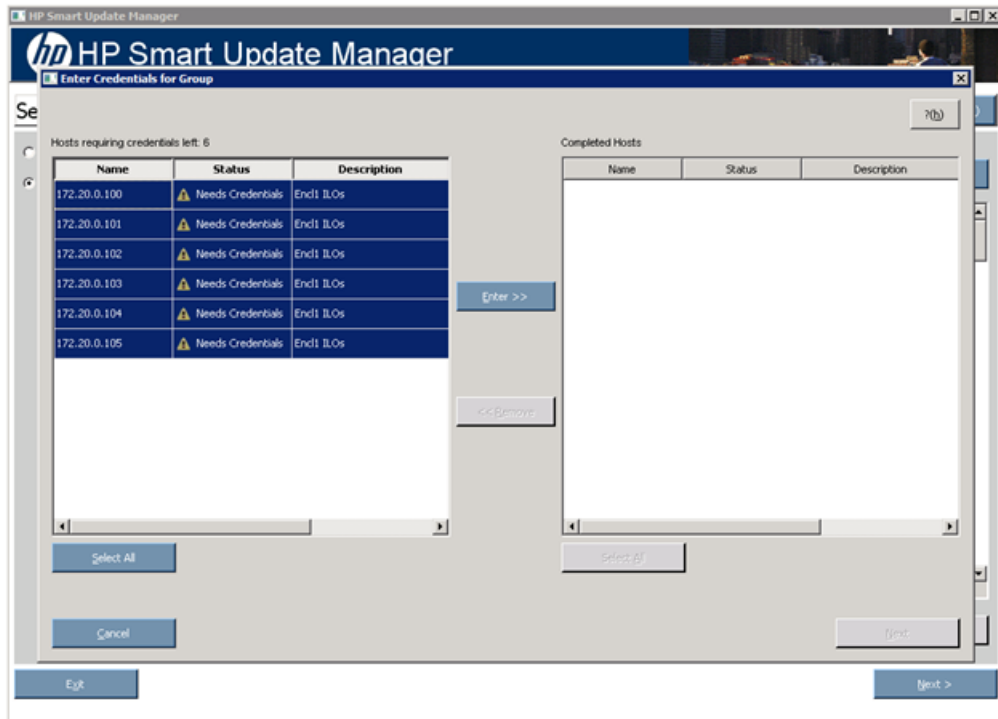 HP Smart Update Manager
hp HP Smart Update Manager
Enter Credentials for Group
Se
?(h)
Hosts requiring credentials left: 6
Completed Hosts
Name Status Description
Name Status Description
172.20.0.100 Needs Credentials Encl1 ILOs
172.20.0.101 Needs Credentials Encl1 ILOs
172.20.0.102 Needs Credentials Encl1 ILOs
172.20.0.103 Needs Credentials Encl1 ILOs
172.20.0.104 Needs Credentials Encl1 ILOs
172.20.0.105 Needs Credentials Encl1 ILOs
Enter >>
<< Remove
Select All
Select All
Cancel
Next
Exit
Next >